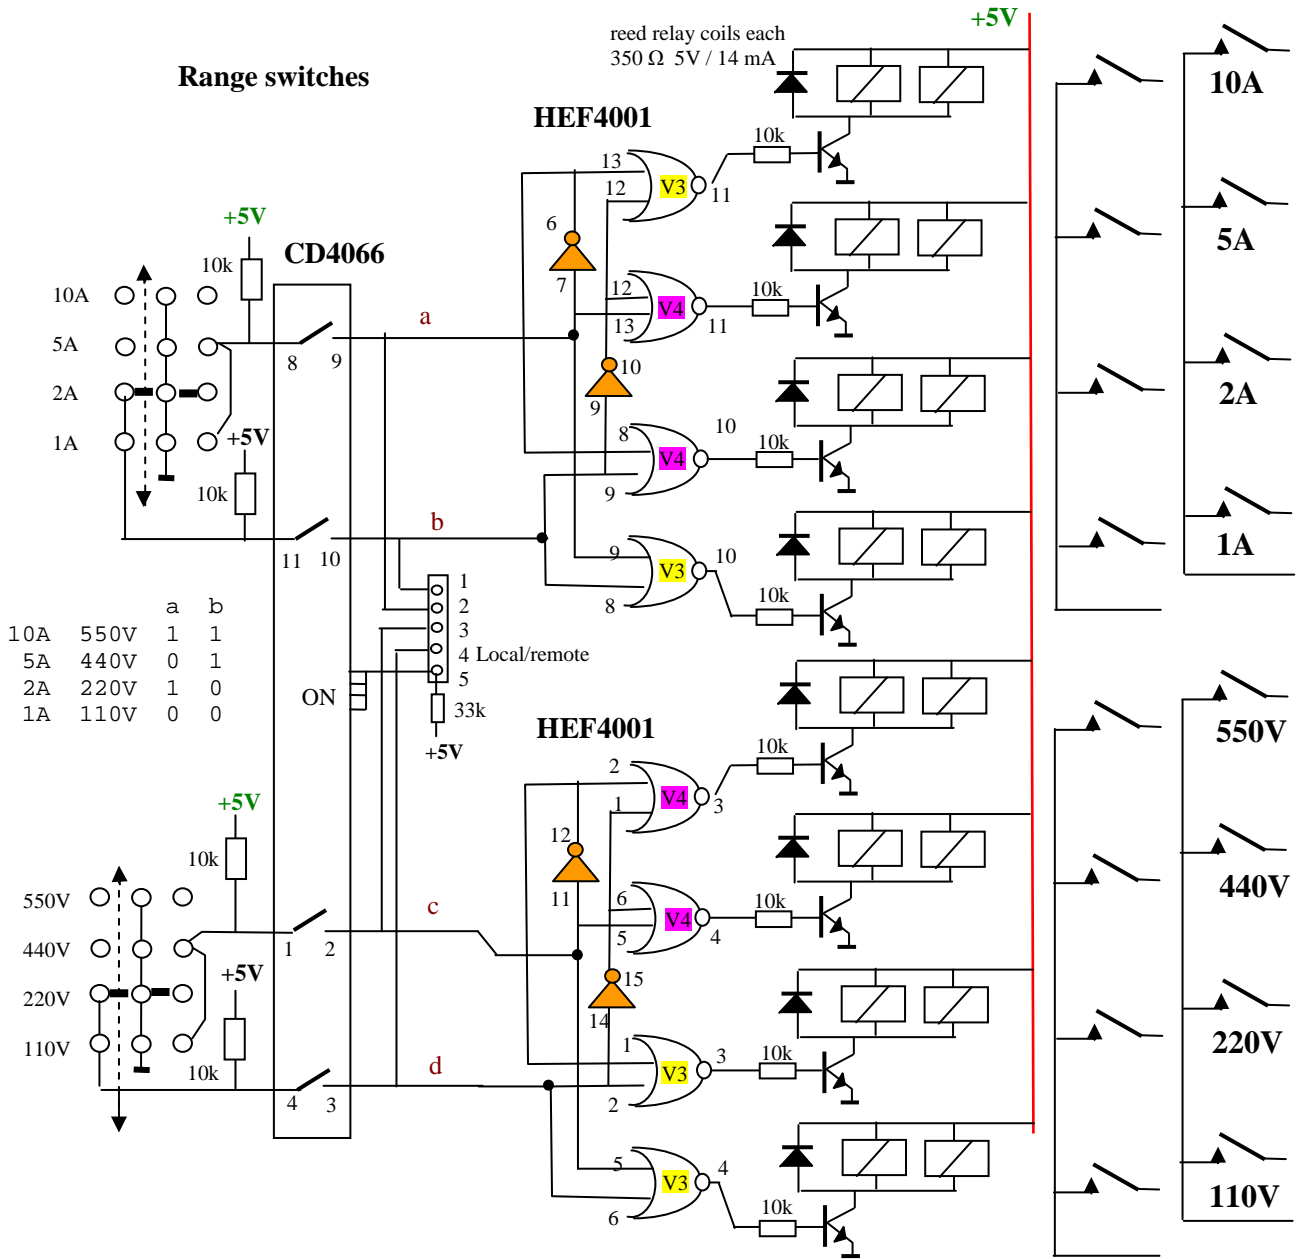 +5V
reed relay coils each
350 Ω 5V / 14 mA
Range switches
10A
HEF4001
10k
13
V3
12
11
+5V
6
10k
5A
CD4066
10k
7
12
V4
13
11
10k
10A
a
5A
8 9
10
2A
9
2A
1A
+5V
8
V4
10
10k
9
10k
b
1A
11 10
9
V3
10
8
10k
1
2
3
4 Local/remote
5
a b
10A 550V 1 1
5A 440V 0 1
2A 220V 1 0
1A 110V 0 0
ON
33k
+5V
HEF4001
550V
10k
2
V4
1
3
+5V
12
10k
11
6
V4
5
4
10k
440V
550V
c
440V
1 2
+5V
15
220V
14
110V
1
V3
3
2
10k
220V
10k
d
4 3
5
V3
4
6
10k
110V